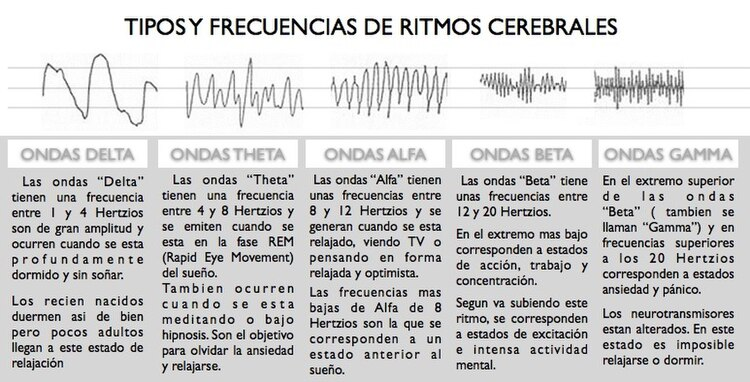 TIPOS Y FRECUENCIAS DE RITMOS CEREBRALES
ONDAS DELTA
Las ondas “Delta”
tienen una frecuencia
entre 1 y 4 Hertzios
son de gran amplitud y
ocurren cuando se esta
profundamente
dormido y sin soñar.
Los recien nacidos
duermen asi de bien
pero pocos adultos
llegan a este estado de
relajación
ONDAS THETA
Las ondas “Theta”
tienen una frecuencia
entre 4 y 8 Hertzios y
se emiten cuando se
esta en la fase REM
(Rapid Eye Movement)
del sueño.
Tambien ocurren
cuando se esta
meditando o bajo
hipnosis. Son el objetivo
para olvidar la ansiedad
y relajarse.
ONDAS ALFA
Las ondas “Alfa” tienen
unas frecuencias entre
8 y 12 Hertzios y se
generan cuando se esta
relajado, viendo TV o
pensando en forma
relajada y optimista.
Las frecuencias mas
bajas de Alfa de 8
Hertzios son la que se
corresponden a un
estado anterior al
sueño.
ONDAS BETA
Las ondas “Beta” tiene
unas frecuencias entre
12 y 20 Hertzios.
En el extremo mas bajo
corresponden a estados
de acción, trabajo y
concentración.
Segun va subiendo este
ritmo, se corresponden
a estados de excitación
e intensa actividad
mental.
ONDAS GAMMA
En el extremo superior
de las ondas
“Beta” ( tambien se
llaman “Gamma”) y en
frecuencias superiores
a los 20 Hertzios
corresponden a estados
ansiedad y pánico.
Los neurotransmisores
estan alterados. En este
estado es imposible
relajarse o dormir.